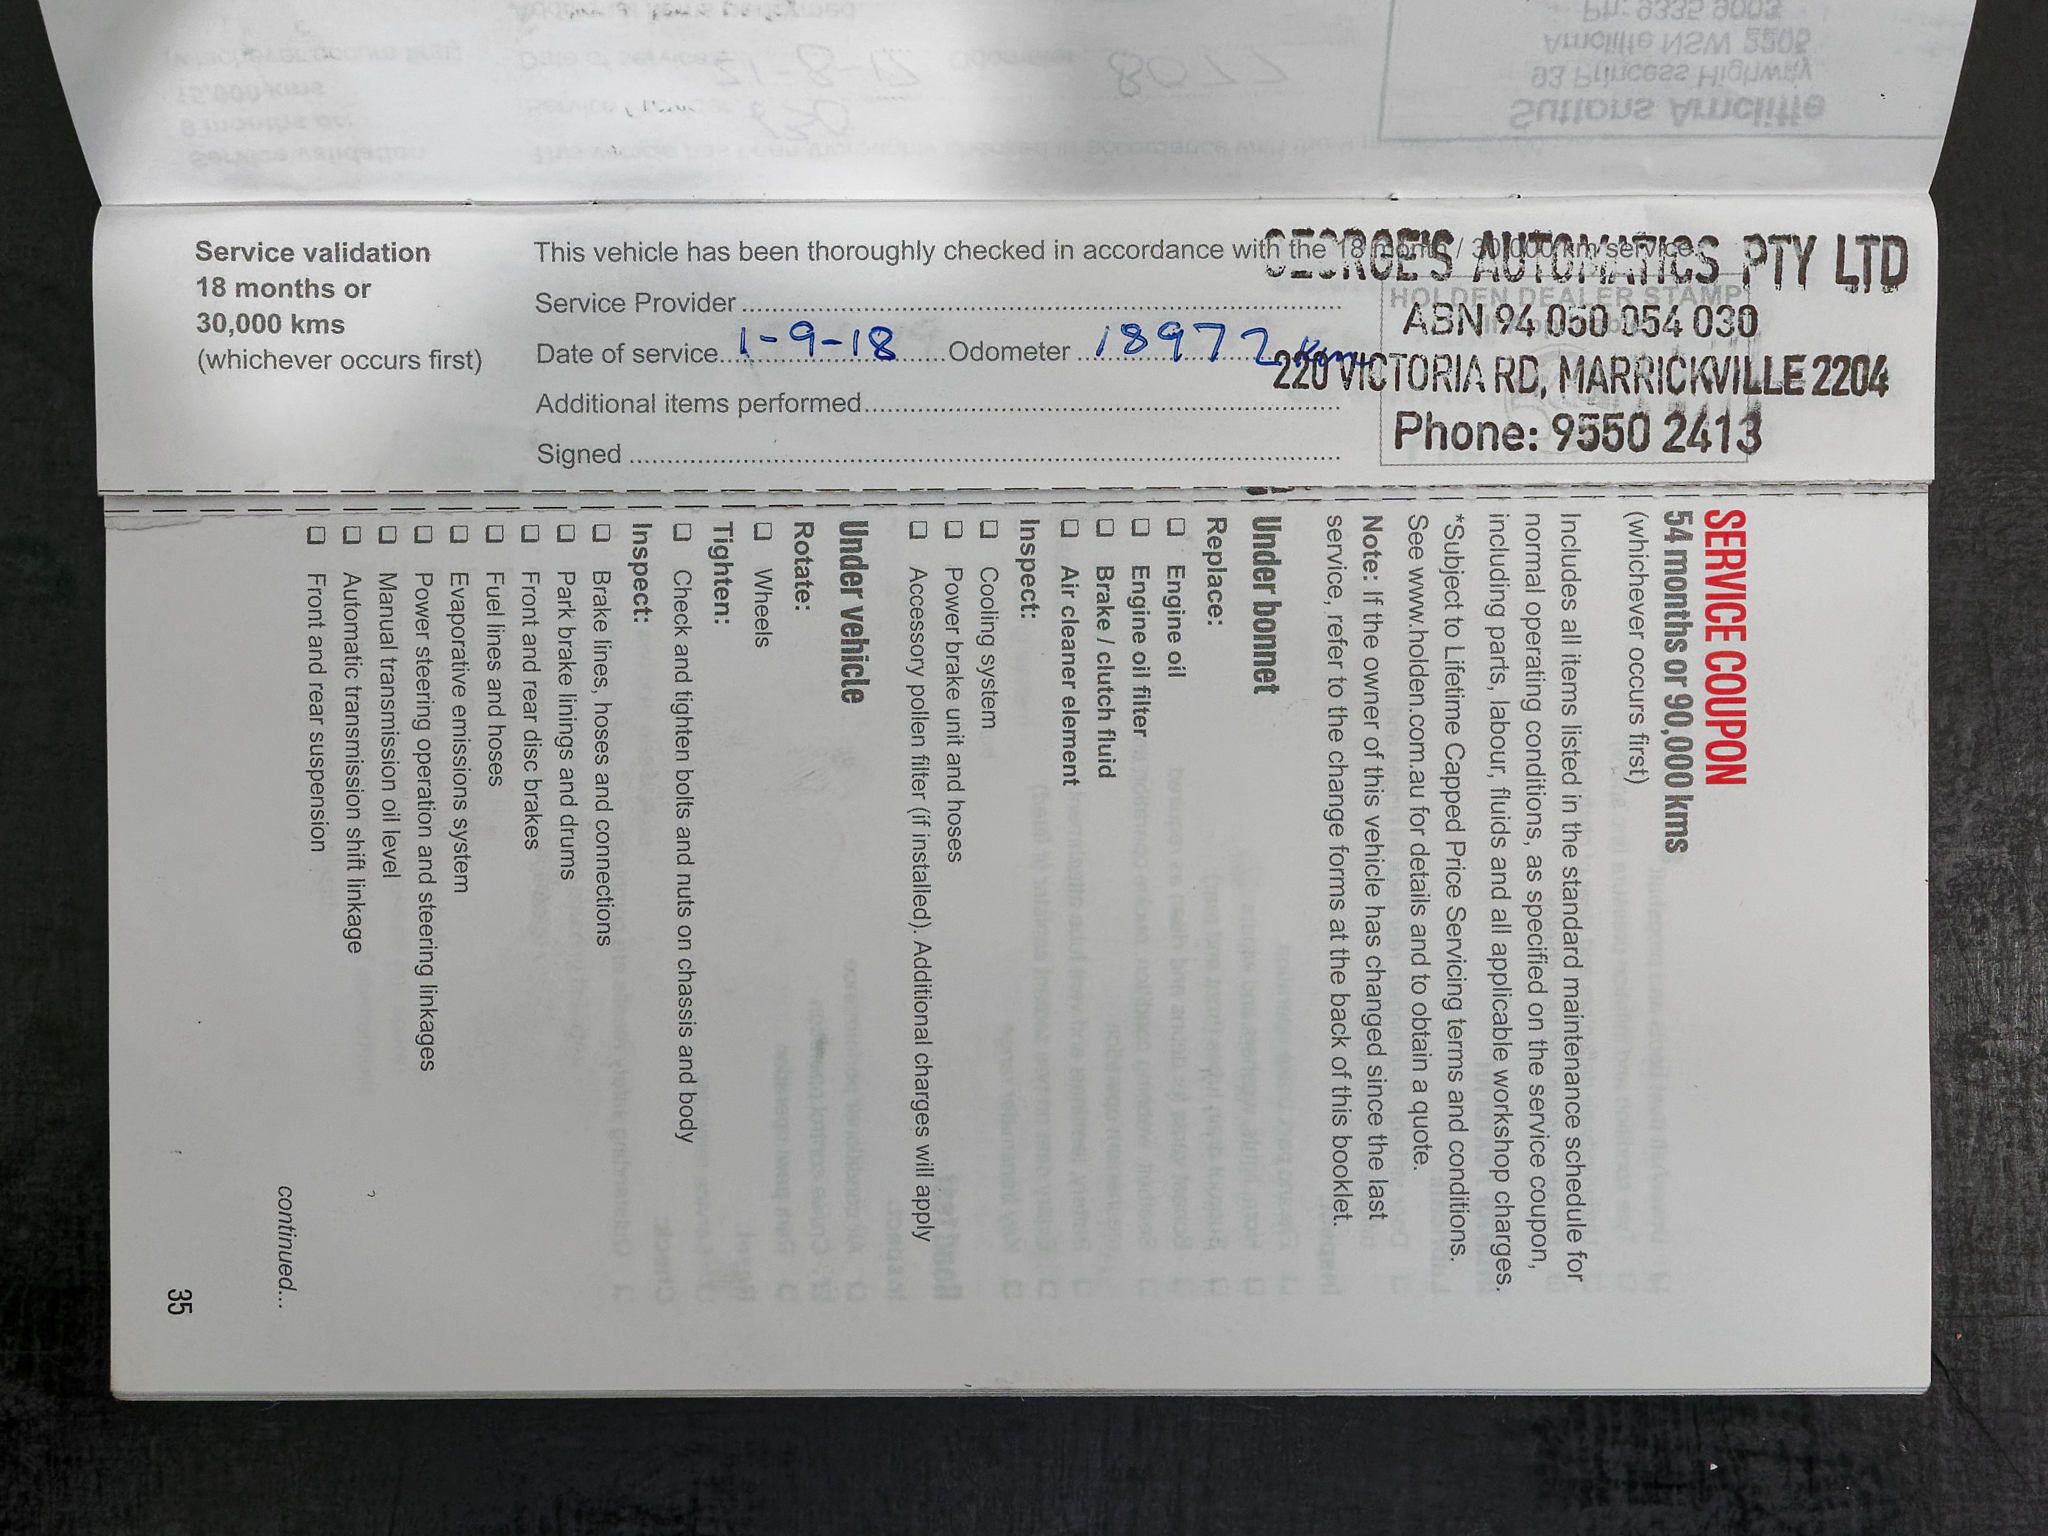 Service validation
18 months or
30,000 kms
(whichever occurs first)
This vehicle has been thoroughly checked in accordance with the 18 month / 30,000 km service.
Service Provider
Date of service 1-9-18 Odometer 18972 km
Additional items performed
Signed
HOLDEN DEALER STAMP
GEORGE'S AUTOMATICS PTY LTD
ABN 94 050 054 030
220 VICTORIA RD, MARRICKVILLE 2204
Phone: 9550 2413
SERVICE COUPON
54 months or 90,000 kms
(whichever occurs first)
Includes all items listed in the standard maintenance schedule for
normal operating conditions, as specified on the service coupon,
including parts, labour, fluids and all applicable workshop charges.
*Subject to Lifetime Capped Price Servicing terms and conditions.
See www.holden.com.au for details and to obtain a quote.
Note: If the owner of this vehicle has changed since the last
service, refer to the change forms at the back of this booklet.
Under bonnet
Replace:
Engine oil
Engine oil filter
Brake / clutch fluid
Air cleaner element
Inspect:
Cooling system
Power brake unit and hoses
Accessory pollen filter (if installed). Additional charges will apply
Under vehicle
Rotate:
Wheels
Tighten:
Check and tighten bolts and nuts on chassis and body
Inspect:
Brake lines, hoses and connections
Park brake linings and drums
Front and rear disc brakes
Fuel lines and hoses
Evaporative emissions system
Power steering operation and steering linkages
Manual transmission oil level
Automatic transmission shift linkage
Front and rear suspension
continued...
35
Suttons Arncliffe
93 Princess Highway
Arncliffe NSW 2205
Ph: 9335 9003